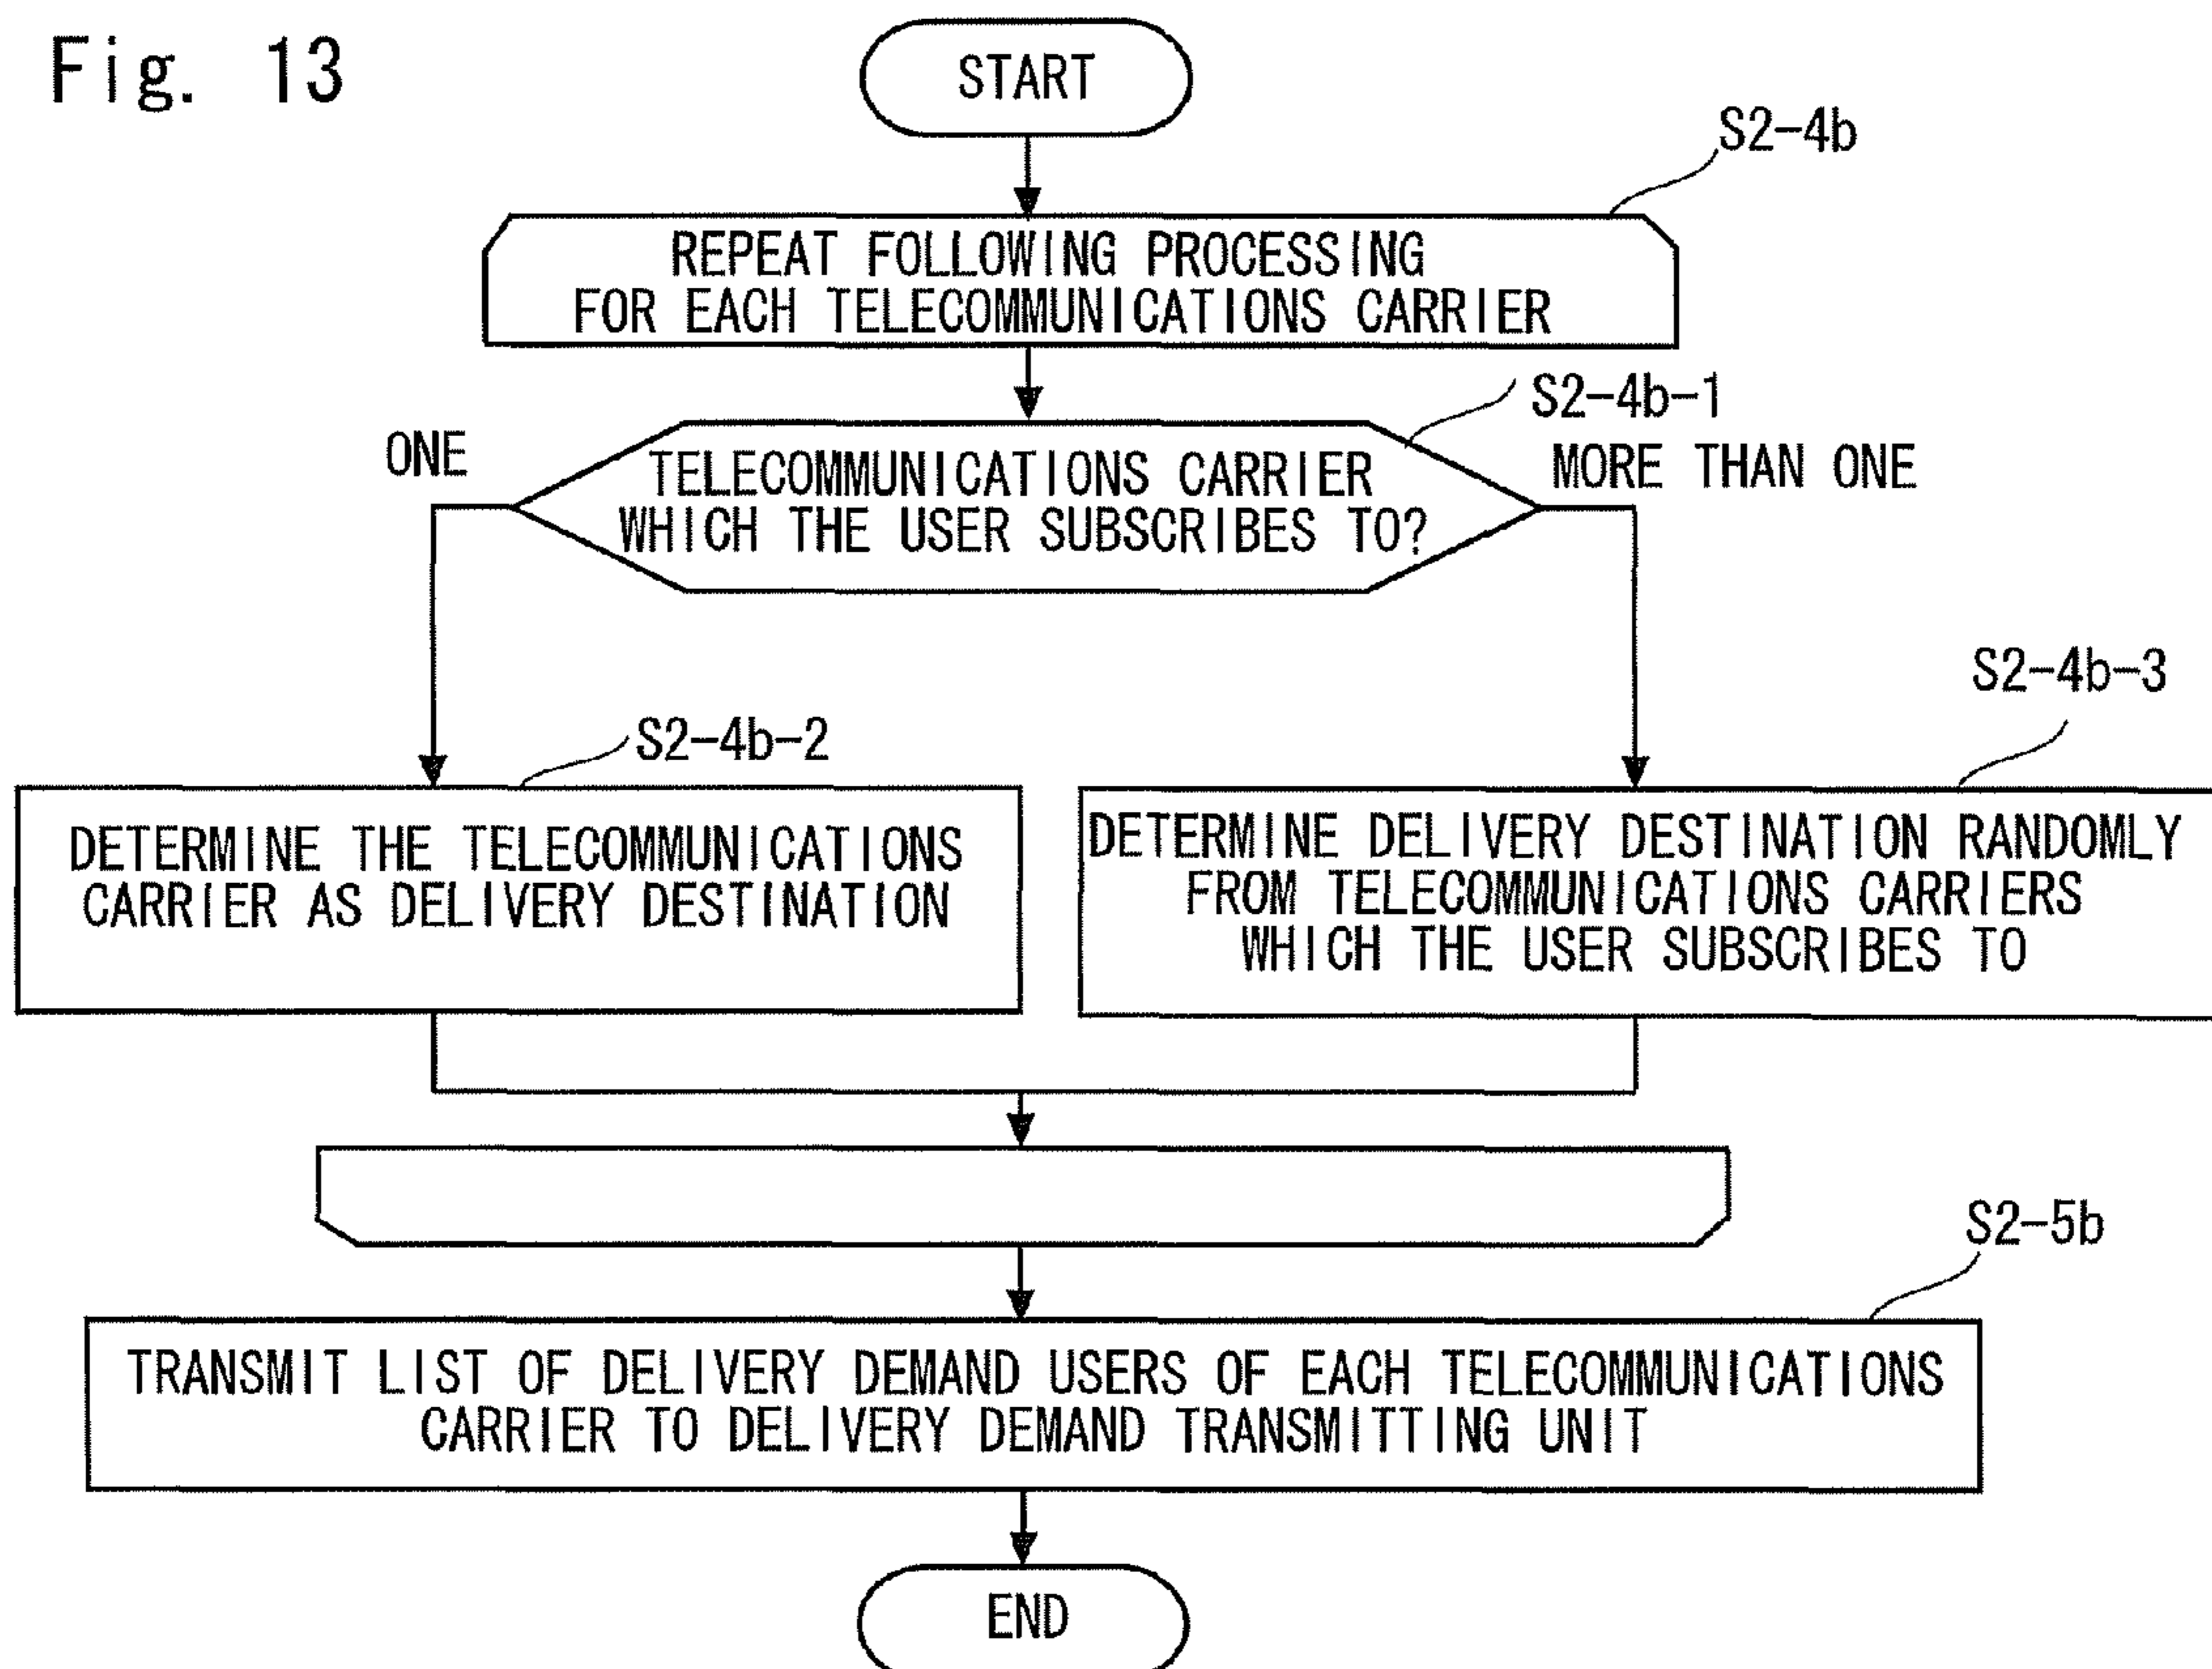 Fig. 13
START
S2-4b
REPEAT FOLLOWING PROCESSING
FOR EACH TELECOMMUNICATIONS CARRIER
S2-4b-1
ONE
MORE THAN ONE
TELECOMMUNICATIONS CARRIER
WHICH THE USER SUBSCRIBES TO?
S2-4b-2
S2-4b-3
DETERMINE THE TELECOMMUNICATIONS
CARRIER AS DELIVERY DESTINATION
DETERMINE DELIVERY DESTINATION RANDOMLY
FROM TELECOMMUNICATIONS CARRIERS
WHICH THE USER SUBSCRIBES TO
S2-5b
TRANSMIT LIST OF DELIVERY DEMAND USERS OF EACH TELECOMMUNICATIONS
CARRIER TO DELIVERY DEMAND TRANSMITTING UNIT
END